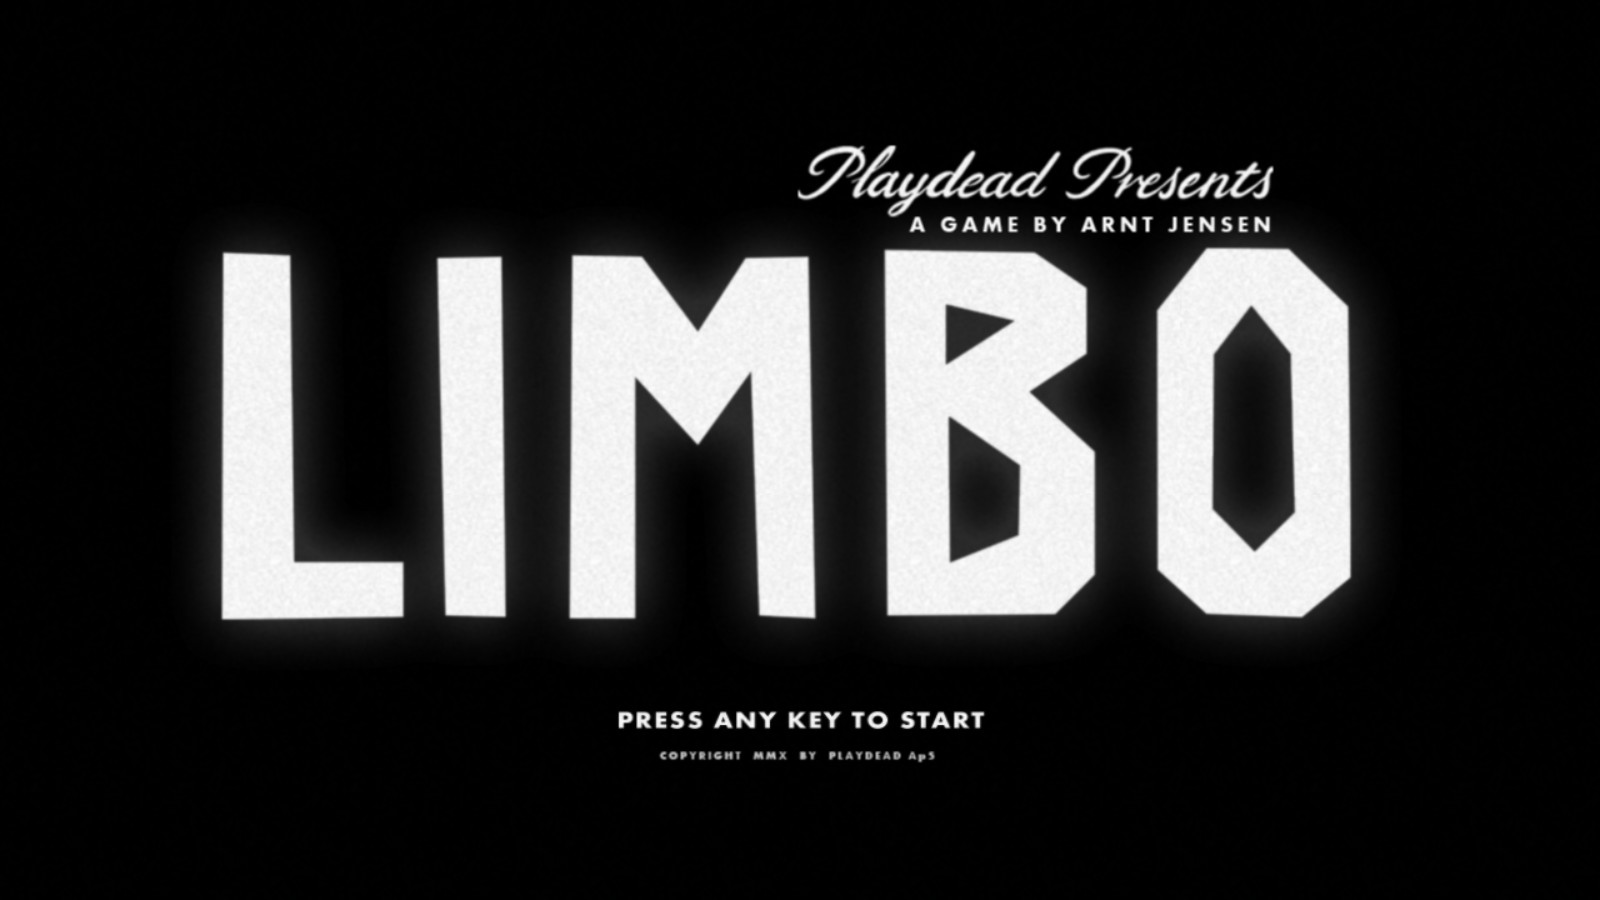 Playdead Presents
A GAME BY ARNT JENSEN
LIMBO
PRESS ANY KEY TO START
COPYRIGHT MMX BY PLAYDEAD ApS